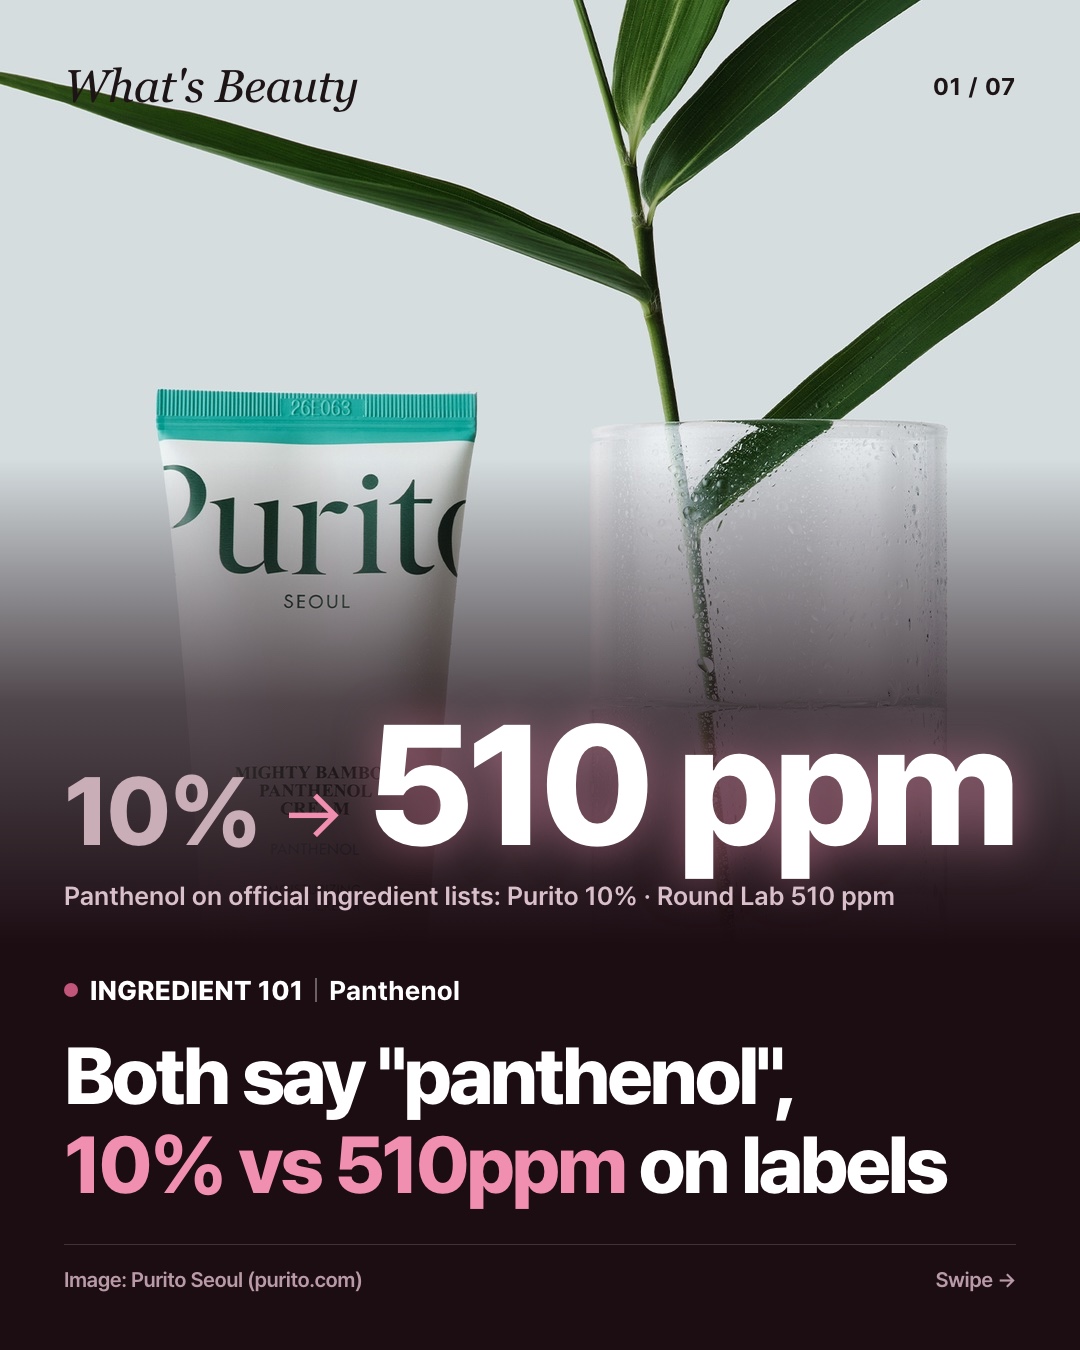 What's Beauty
01 / 07
26E063
Purito
SEOUL
MIGHTY BAMBO
PANTHENOL
CREAM
PANTHENOL
10% → 510 ppm
Panthenol on official ingredient lists: Purito 10% · Round Lab 510 ppm
INGREDIENT 101 | Panthenol
Both say "panthenol",
10% vs 510ppm on labels
Image: Purito Seoul (purito.com)
Swipe →